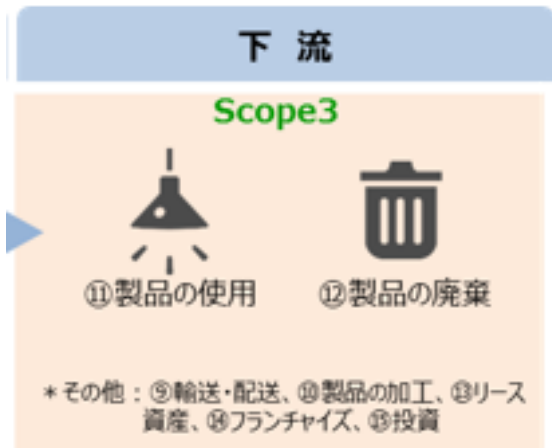 下 流
Scope3
⑪製品の使用
⑫製品の廃棄
＊その他：⑨輸送・配送、⑩製品の加工、⑬リース
資産、⑭フランチャイズ、⑮投資